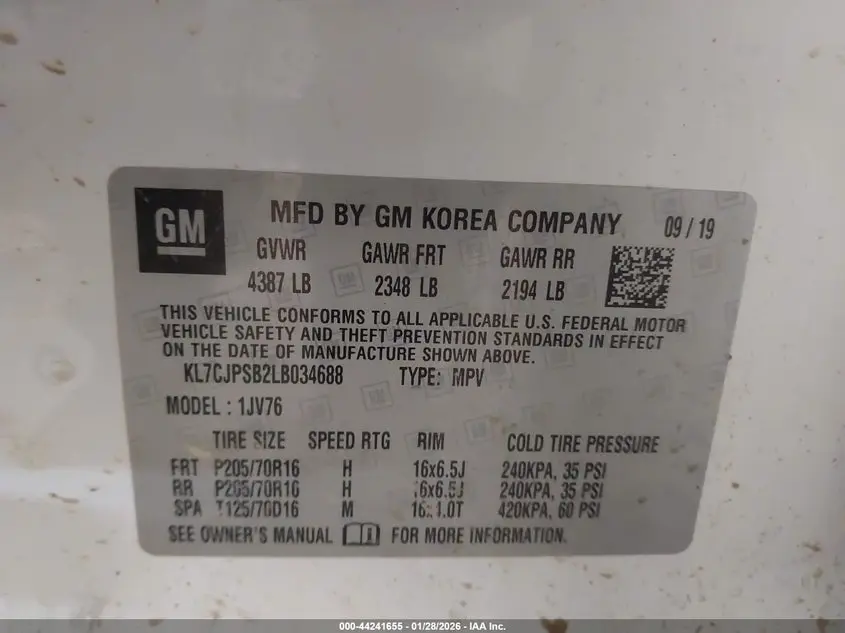 GM
MFD BY GM KOREA COMPANY 09 / 19
GVWR GAWR FRT GAWR RR
4387 LB 2348 LB 2194 LB
THIS VEHICLE CONFORMS TO ALL APPLICABLE U.S. FEDERAL MOTOR
VEHICLE SAFETY AND THEFT PREVENTION STANDARDS IN EFFECT
ON THE DATE OF MANUFACTURE SHOWN ABOVE.
KL7CJPSB2LB034688 TYPE: MPV
MODEL : 1JV76
TIRE SIZE SPEED RTG RIM COLD TIRE PRESSURE
FRT P205/70R16 H 16x6.5J 240KPA, 35 PSI
RR P205/70R16 H 16x6.5J 240KPA, 35 PSI
SPA T125/70D16 M 420KPA, 60 PSI
SEE OWNER'S MANUAL FOR MORE INFORMATION.
000-44241655 - 01/28/2026 - IAA Inc.